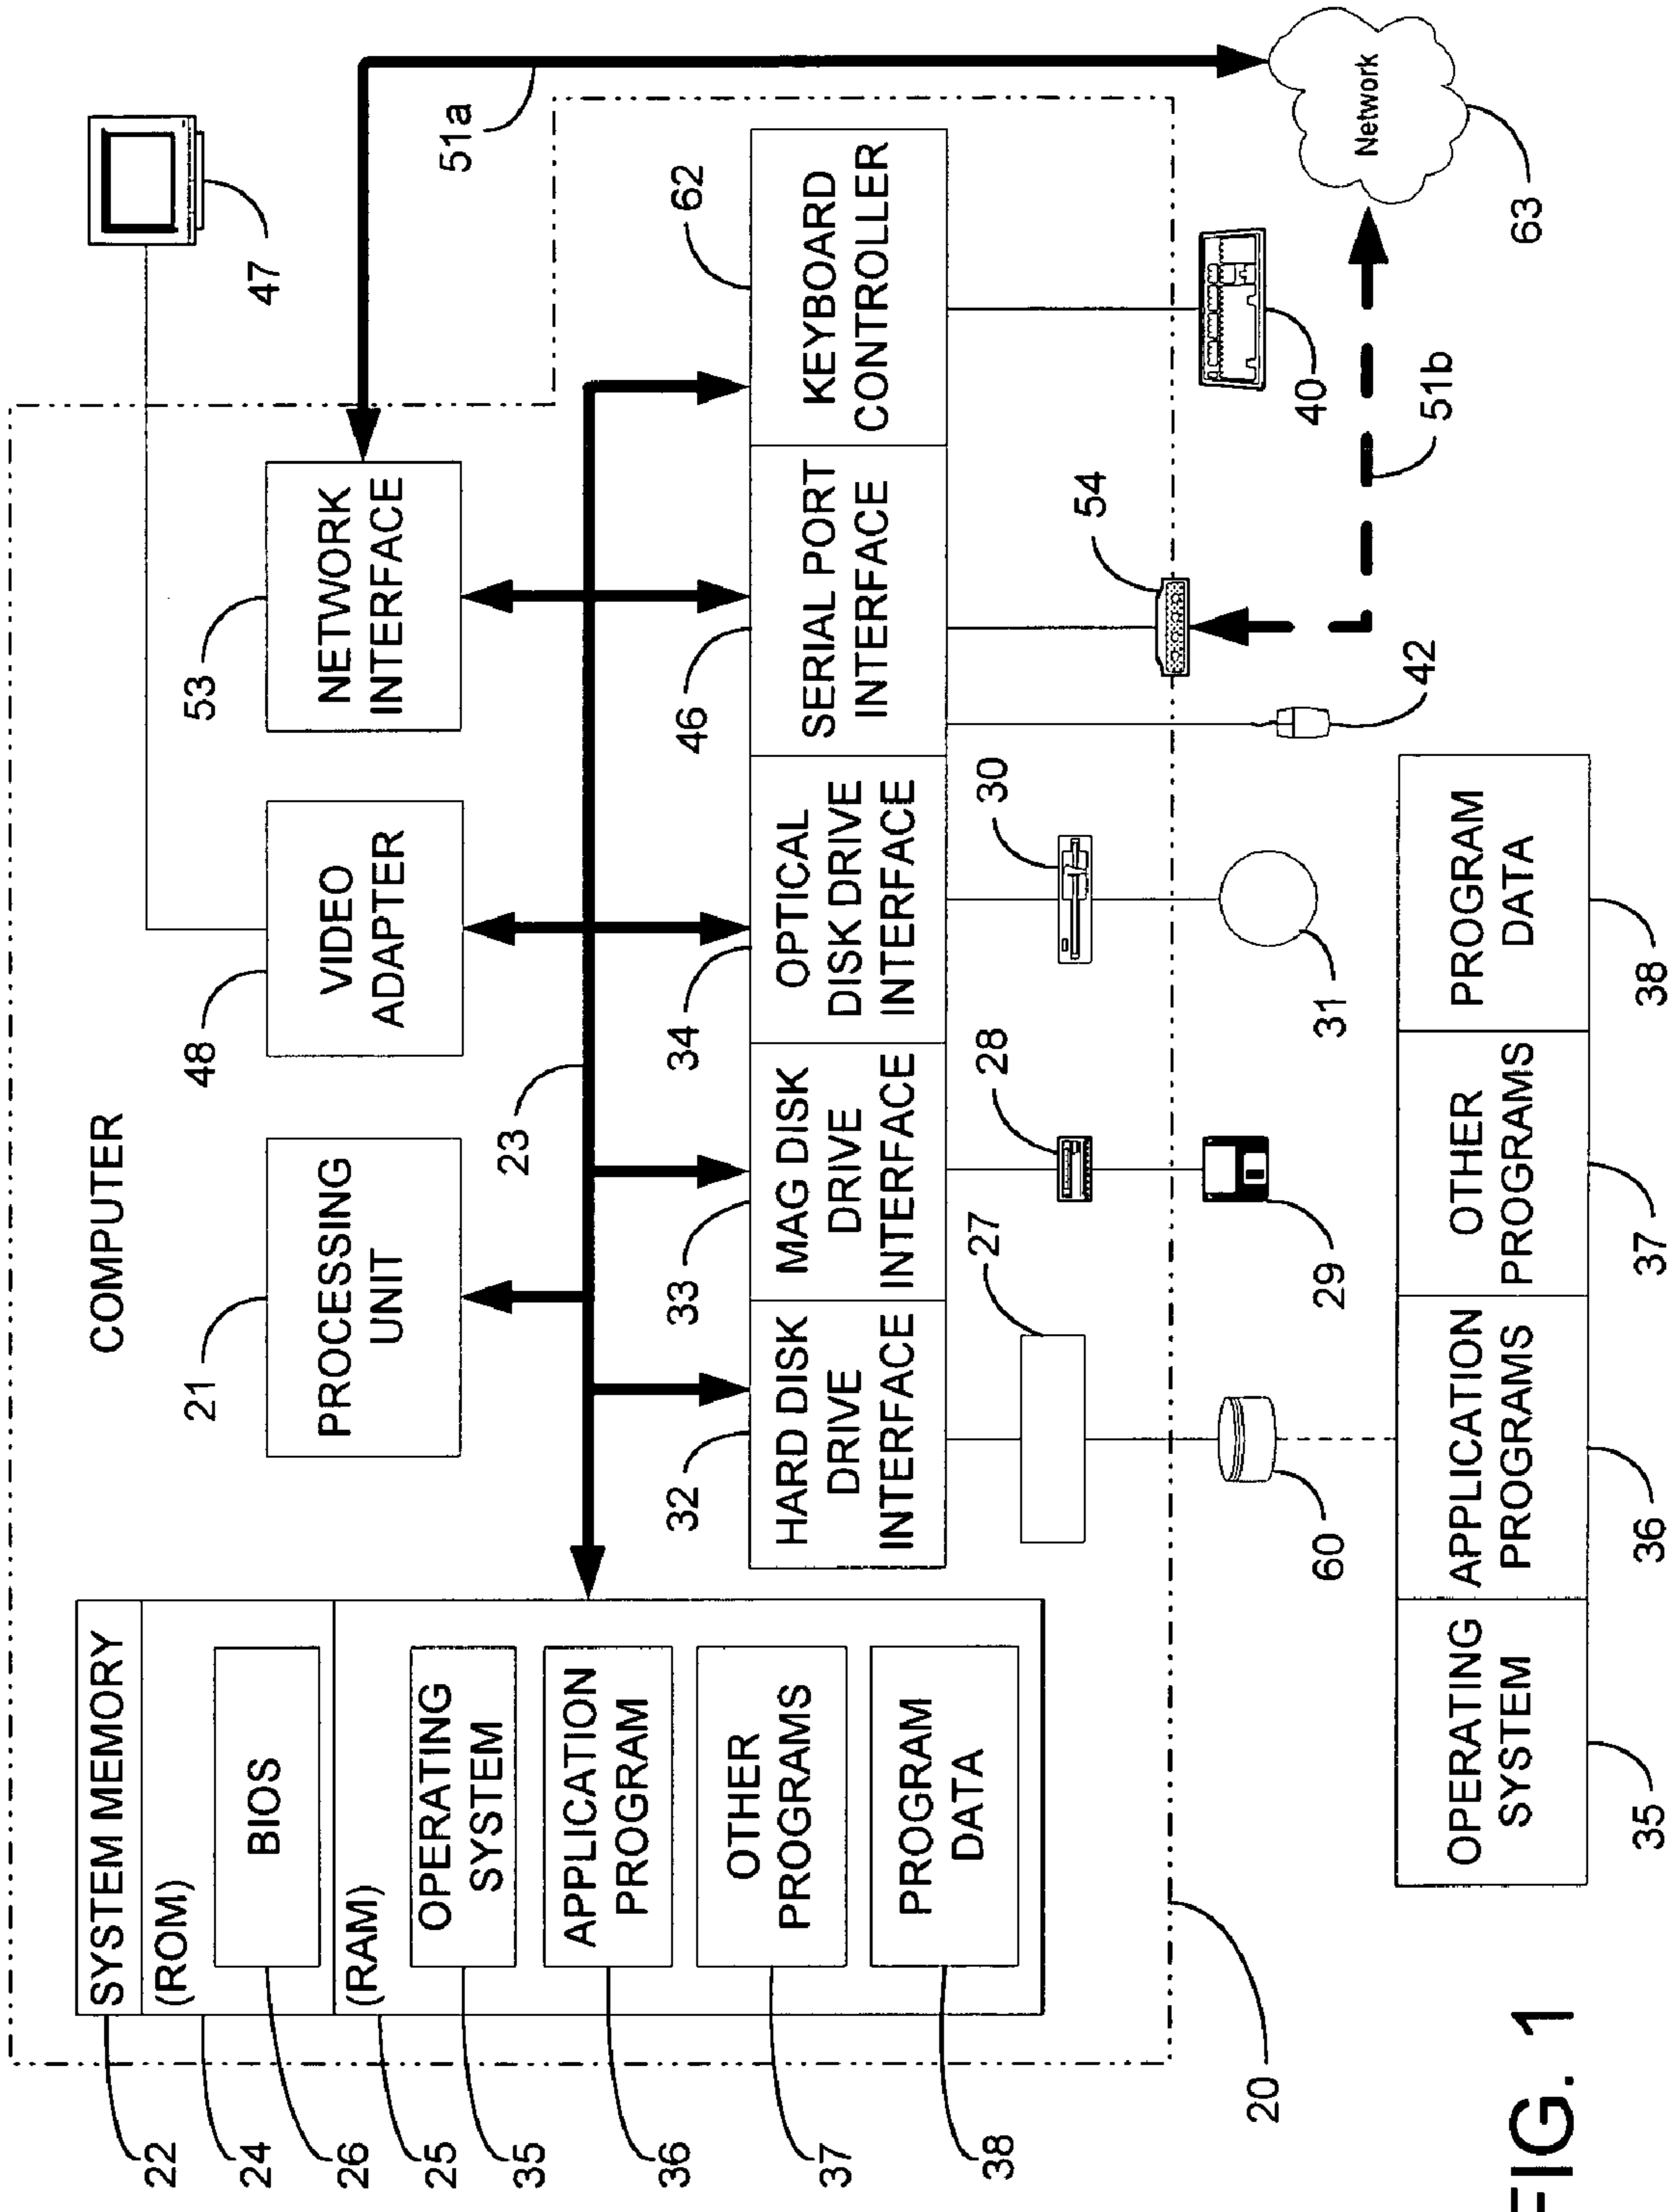 COMPUTER
22
SYSTEM MEMORY
24
(ROM)
26
BIOS
25
(RAM)
35
OPERATING
SYSTEM
36
APPLICATION
PROGRAM
37
OTHER
PROGRAMS
38
PROGRAM
DATA
21
PROCESSING
UNIT
48
VIDEO
ADAPTER
53
NETWORK
INTERFACE
47
51a
23
32
HARD DISK
DRIVE
INTERFACE
33
MAG DISK
DRIVE
INTERFACE
34
OPTICAL
DISK DRIVE
INTERFACE
46
SERIAL PORT
INTERFACE
62
KEYBOARD
CONTROLLER
27
28
30
54
60
29
31
42
40
51b
Network
63
20
OPERATING
SYSTEM
35
APPLICATION
PROGRAMS
36
OTHER
PROGRAMS
37
PROGRAM
DATA
38
FIG. 1